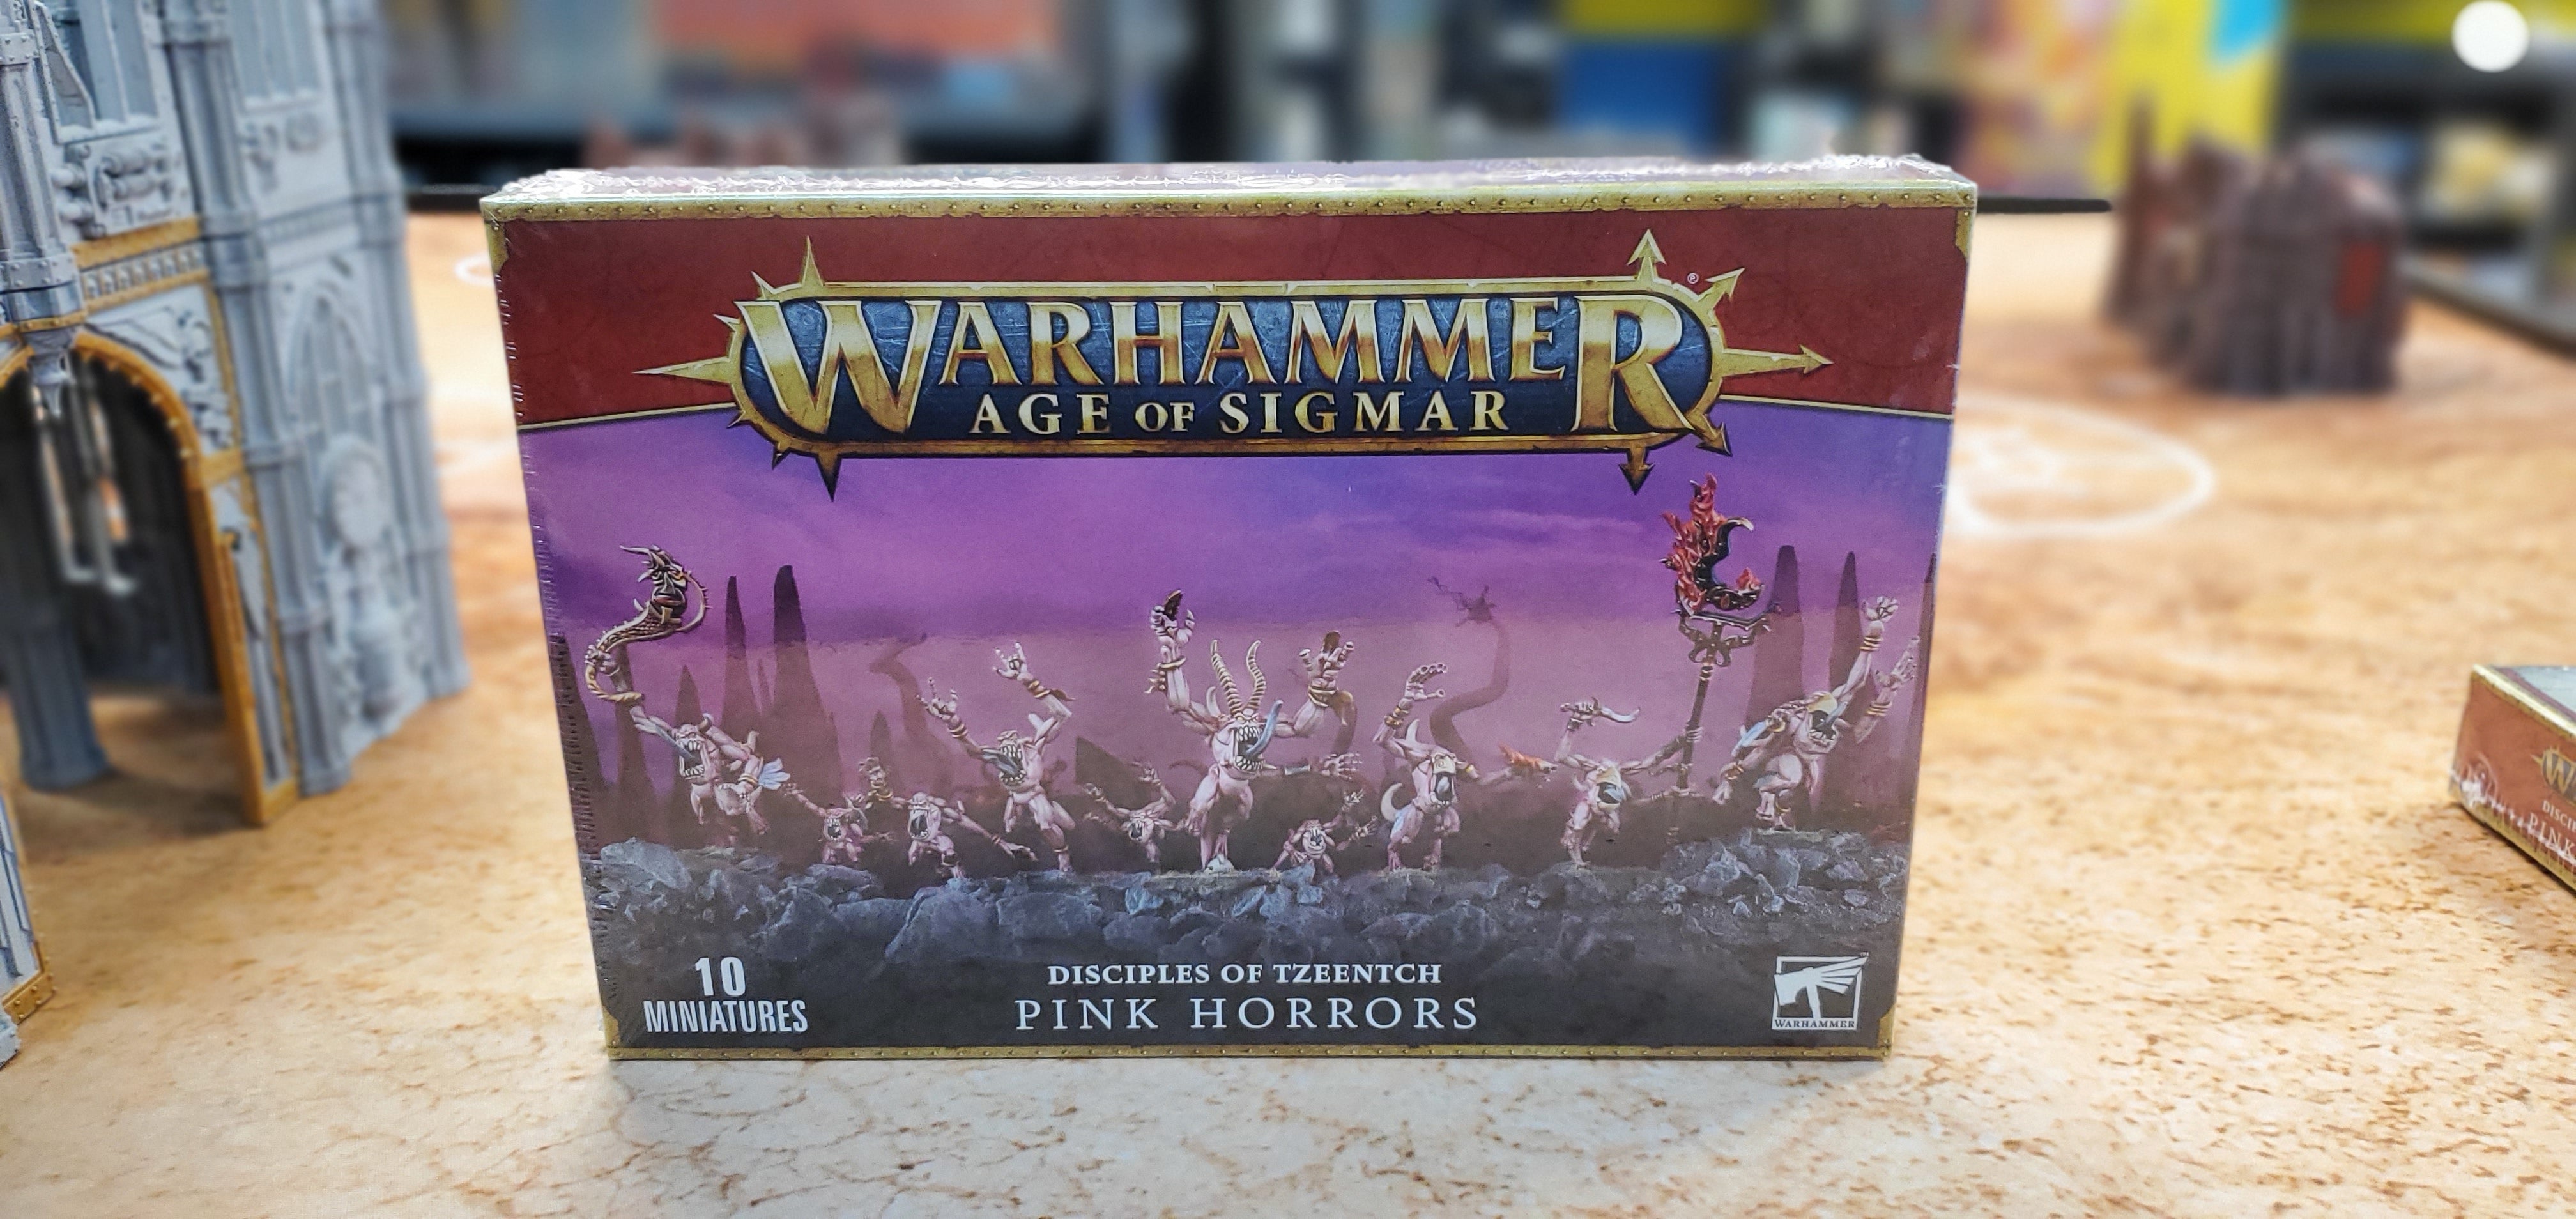 WARHAMMER®
AGE OF SIGMAR
10
MINIATURES
DISCIPLES OF TZEENTCH
PINK HORRORS
WARHAMMER